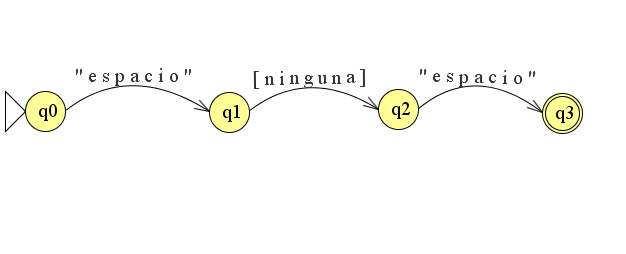 "espacio" [ninguna] "espacio"
q0 q1 q2 q3